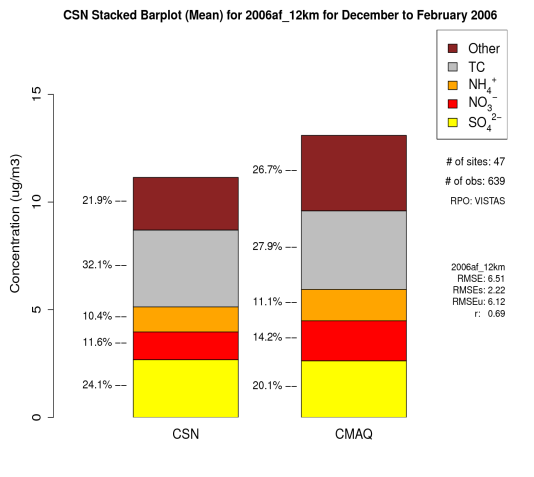 CSN Stacked Barplot (Mean) for 2006af_12km for December to February 2006
Other
TC
NH4+
NO3−
SO42−
# of sites: 47
# of obs: 639
RPO: VISTAS
2006af_12km
RMSE: 6.51
RMSEs: 2.22
RMSEu: 6.12
r: 0.69
Concentration (ug/m3)
15
10
5
0
21.9%
32.1%
10.4%
11.6%
24.1%
26.7%
27.9%
11.1%
14.2%
20.1%
CSN
CMAQ